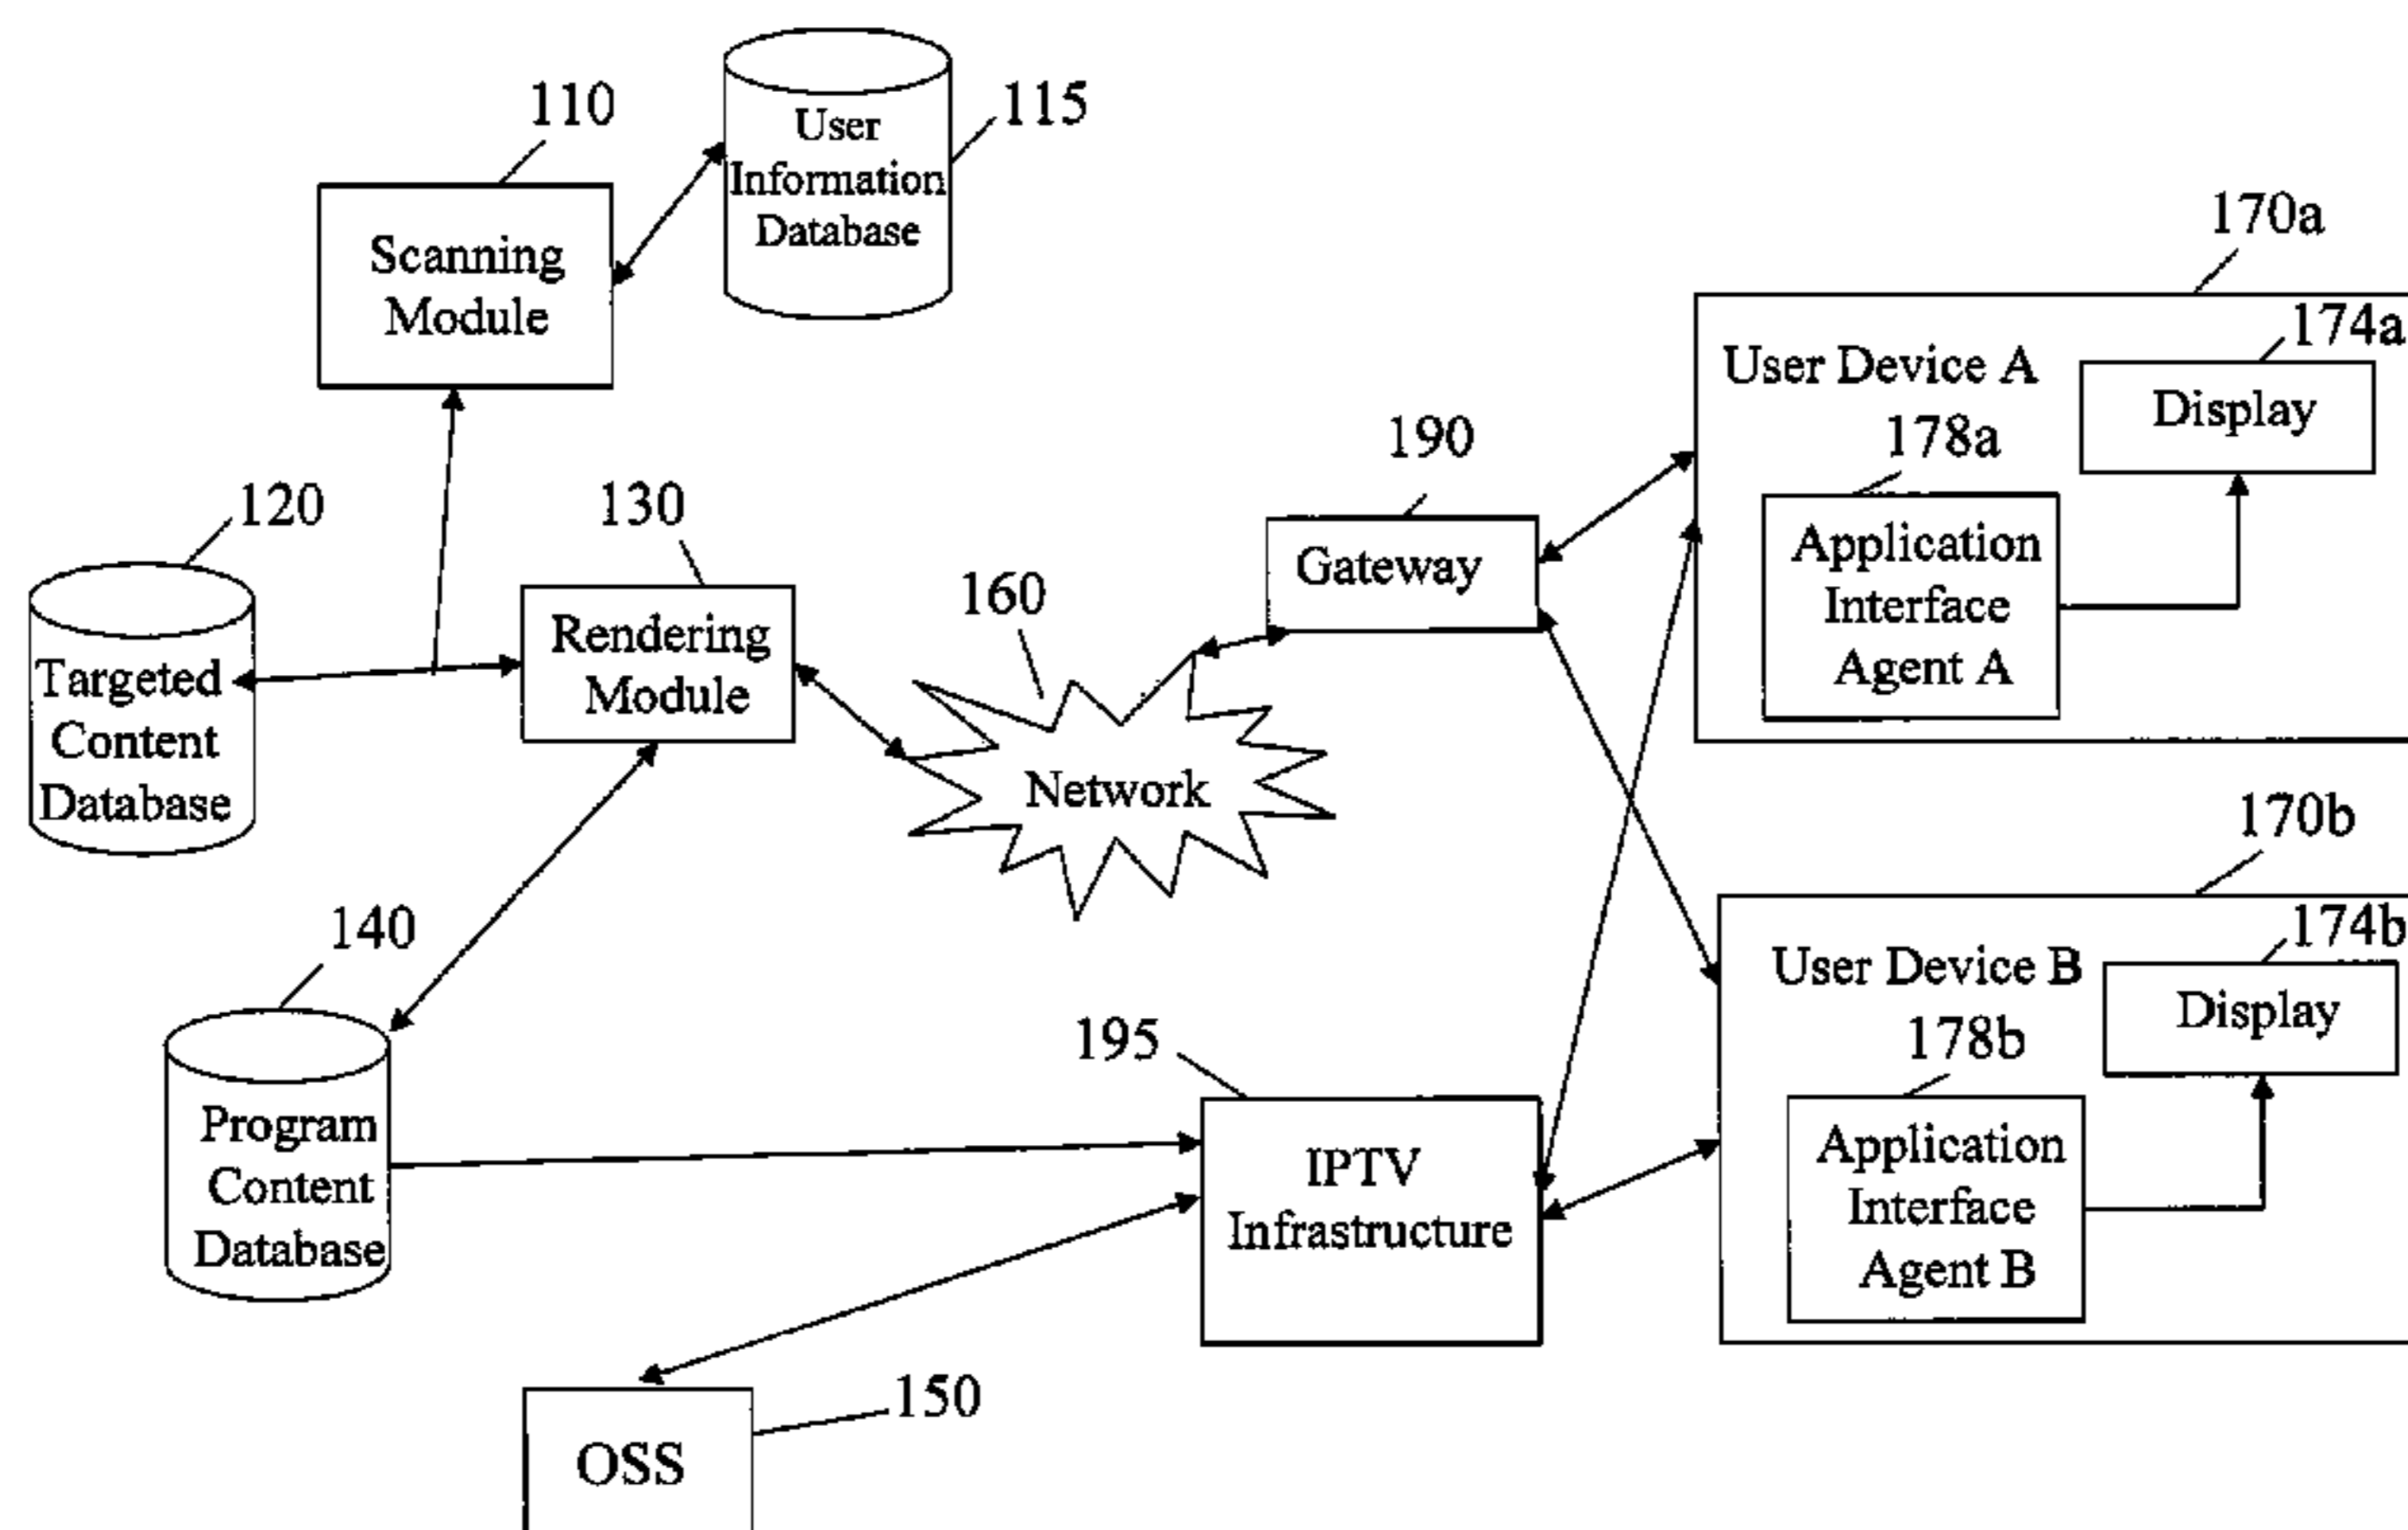 110
User
Information
Database
115
Scanning
Module
170a
User Device A
174a
Display
178a
Application
Interface
Agent A
190
Gateway
120
Targeted
Content
Database
130
Rendering
Module
160
Network
170b
User Device B
174b
Display
178b
Application
Interface
Agent B
140
Program
Content
Database
195
IPTV
Infrastructure
150
OSS